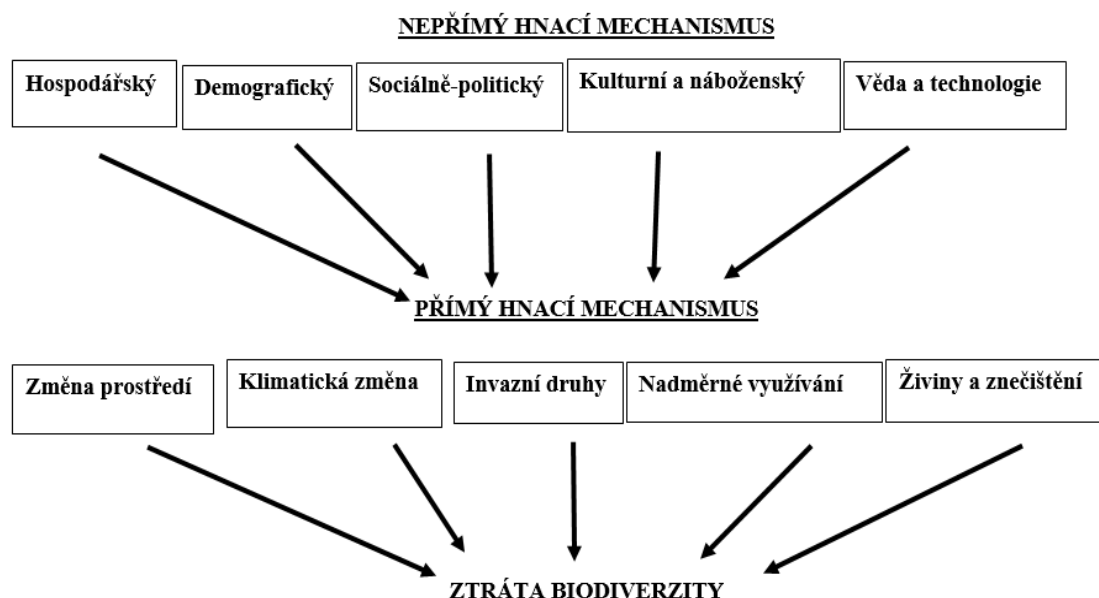 NEPŘÍMÝ HNACÍ MECHANISMUS
Hospodářský
Demografický
Sociálně-politický
Kulturní a náboženský
Věda a technologie
PŘÍMÝ HNACÍ MECHANISMUS
Změna prostředí
Klimatická změna
Invazní druhy
Nadměrné využívání
Živiny a znečištění
ZTRÁTA BIODIVERZITY